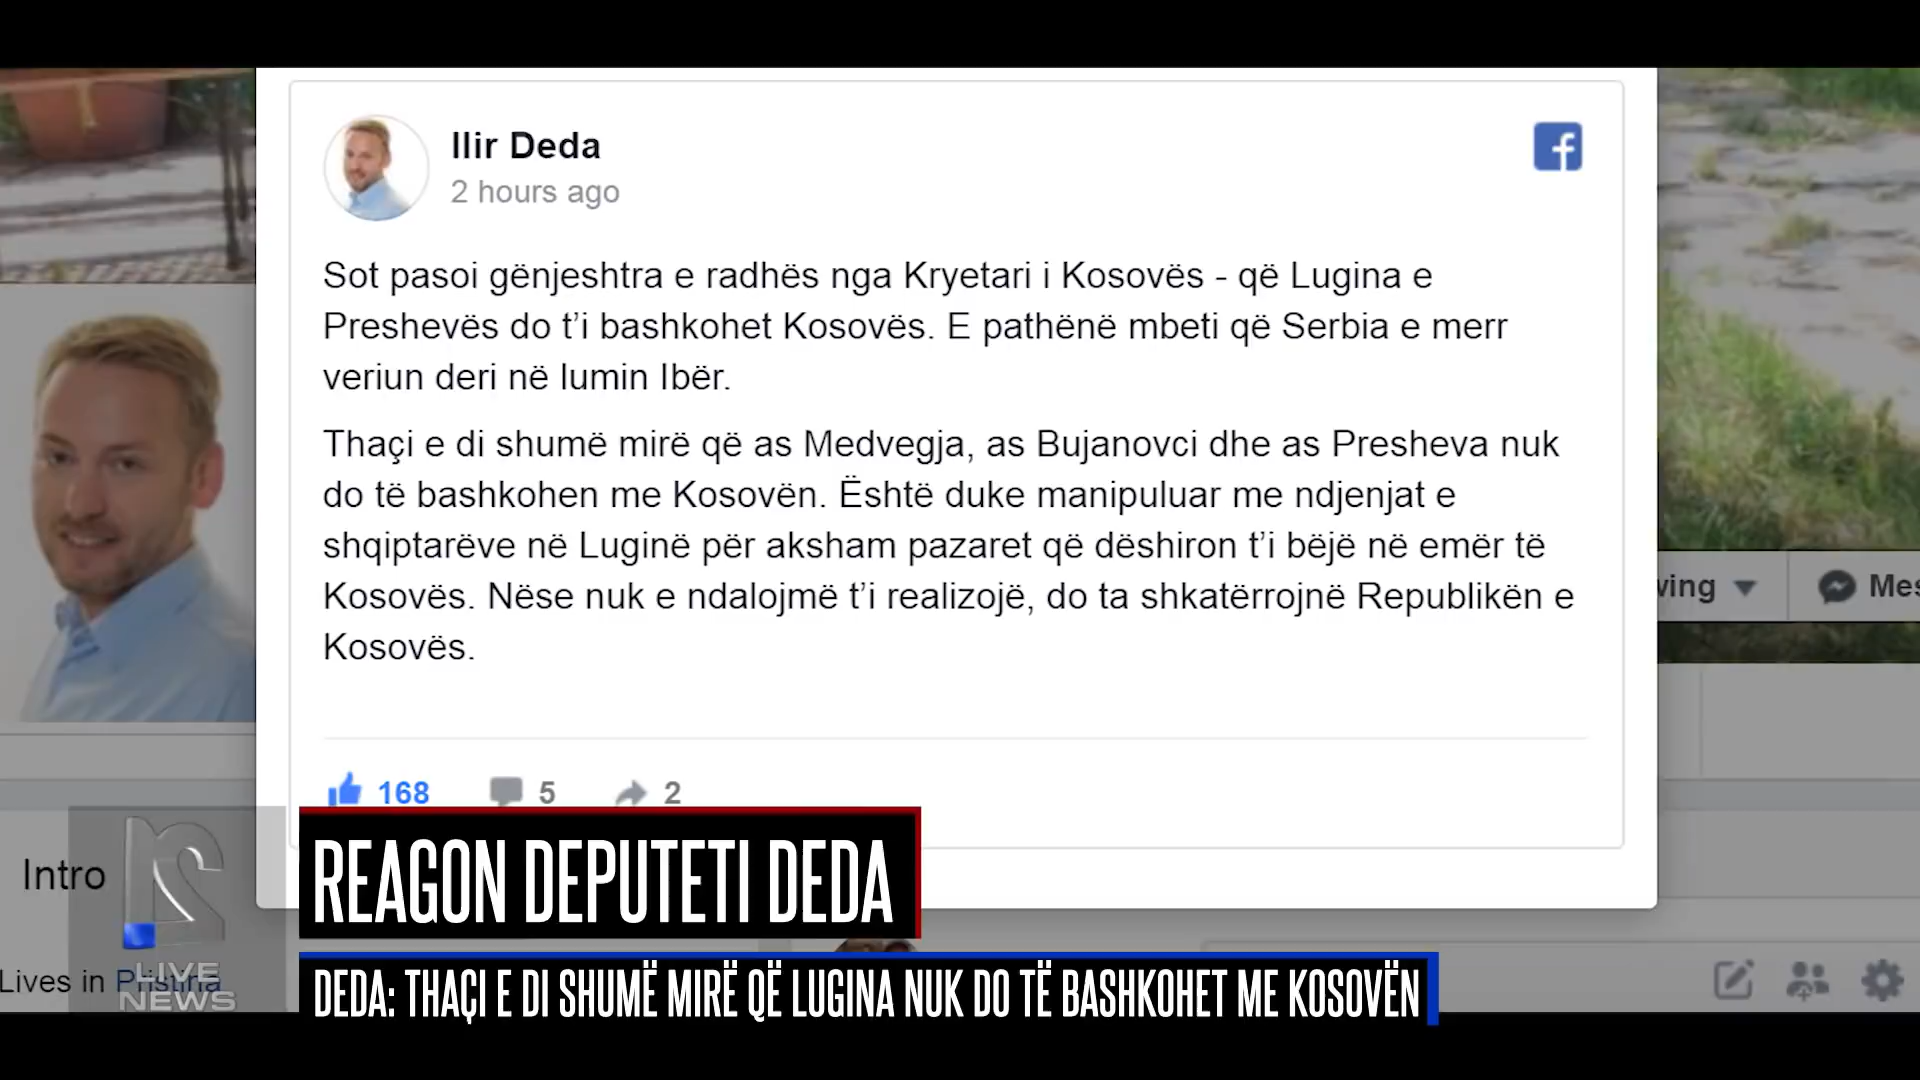 Ilir Deda
2 hours ago
Sot pasoi gënjeshtra e radhës nga Kryetari i Kosovës - që Lugina e
Preshevës do t’i bashkohet Kosovës. E pathënë mbeti që Serbia e merr
veriun deri në lumin Ibër.
Thaçi e di shumë mirë që as Medvegja, as Bujanovci dhe as Presheva nuk
do të bashkohen me Kosovën. Është duke manipuluar me ndjenjat e
shqiptarëve në Luginë për aksham pazaret që dëshiron t’i bëjë në emër të
Kosovës. Nëse nuk e ndalojmë t’i realizojë, do ta shkatërrojnë Republikën e
Kosovës.
168 5 2
Intro
Lives in Pristina
21
LIVE
NEWS
REAGON DEPUTETI DEDA
DEDA: THAÇI E DI SHUMË MIRË QË LUGINA NUK DO TË BASHKOHET ME KOSOVËN